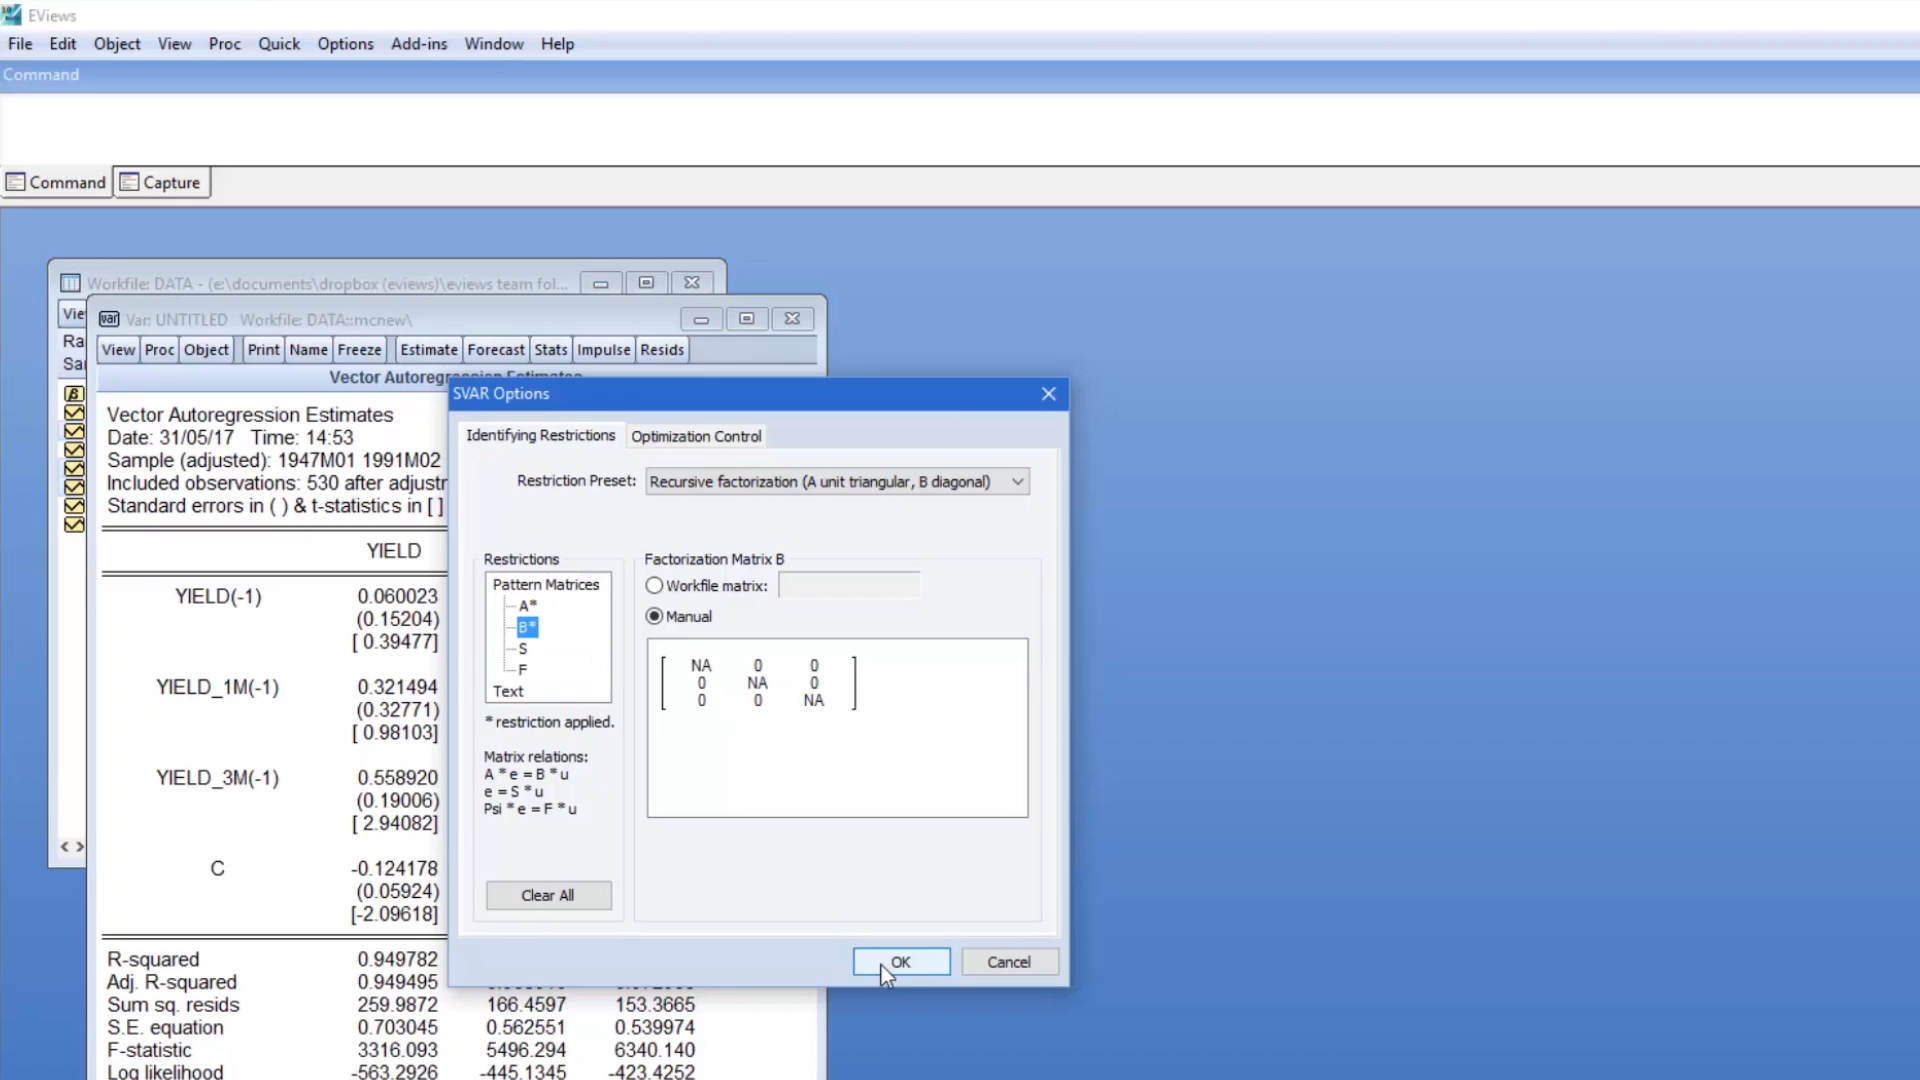 EViews
File Edit Object View Proc Quick Options Add-ins Window Help
Command
Command Capture
Workfile: DATA - (e:\documents\dropbox (eviews)\eviews team fol...
Var: UNTITLED Workfile: DATA::mcnew\
View Proc Object Print Name Freeze Estimate Forecast Stats Impulse Resids
Vector Autoregression Estimates
Vector Autoregression Estimates
Date: 31/05/17 Time: 14:53
Sample (adjusted): 1947M01 1991M02
Included observations: 530 after adjustr
Standard errors in ( ) & t-statistics in [ ]
YIELD
YIELD(-1) 0.060023
(0.15204)
[ 0.39477]
YIELD_1M(-1) 0.321494
(0.32771)
[ 0.98103]
YIELD_3M(-1) 0.558920
(0.19006)
[ 2.94082]
C -0.124178
(0.05924)
[-2.09618]
R-squared 0.949782
Adj. R-squared 0.949495
Sum sq. resids 259.9872 166.4597 153.3665
S.E. equation 0.703045 0.562551 0.539974
F-statistic 3316.093 5496.294 6340.140
Log likelihood -563.2926 -445.1345 -423.4252
SVAR Options
Identifying Restrictions Optimization Control
Restriction Preset: Recursive factorization (A unit triangular, B diagonal)
Restrictions
Pattern Matrices
A*
B*
S
F
Text
* restriction applied.
Matrix relations:
A * e = B * u
e = S * u
Psi * e = F * u
Clear All
Factorization Matrix B
Workfile matrix:
Manual
NA 0 0
0 NA 0
0 0 NA
OK Cancel